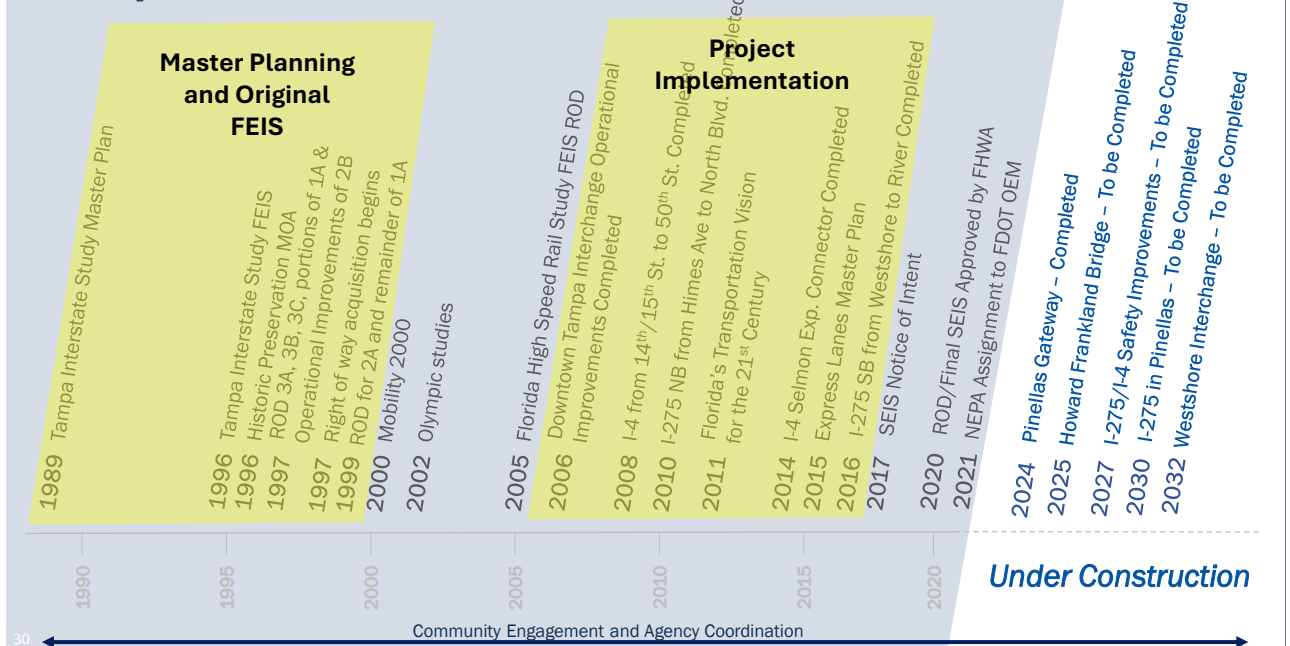 Master Planning
and Original
FEIS
Project
Implementation
1989 Tampa Interstate Study Master Plan
1996 Tampa Interstate Study FEIS
1996 Historic Preservation MOA
1997 ROD 3A, 3B, 3C, portions of 1A &
Operational Improvements of 2B
1997 Right of way acquisition begins
1999 ROD for 2A and remainder of 1A
2000 Mobility 2000
2002 Olympic studies
2005 Florida High Speed Rail Study FEIS ROD
2006 Downtown Tampa Interchange Operational
Improvements Completed
2008 I-4 from 14th/15th St. to 50th St. Completed
2010 I-275 NB from Himes Ave to North Blvd. Completed
2011 Florida's Transportation Vision
for the 21st Century
2014 I-4 Selmon Exp. Connector Completed
2015 Express Lanes Master Plan
2016 I-275 SB from Westshore to River Completed
2017 SEIS Notice of Intent
2020 ROD/Final SEIS Approved by FHWA
2021 NEPA Assignment to FDOT OEM
2024 Pinellas Gateway – Completed
2025 Howard Frankland Bridge – To be Completed
2027 I-275/I-4 Safety Improvements – To be Completed
2030 I-275 in Pinellas – To be Completed
2032 Westshore Interchange – To be Completed
1990
1995
2000
2005
2010
2015
2020
Under Construction
Community Engagement and Agency Coordination
30